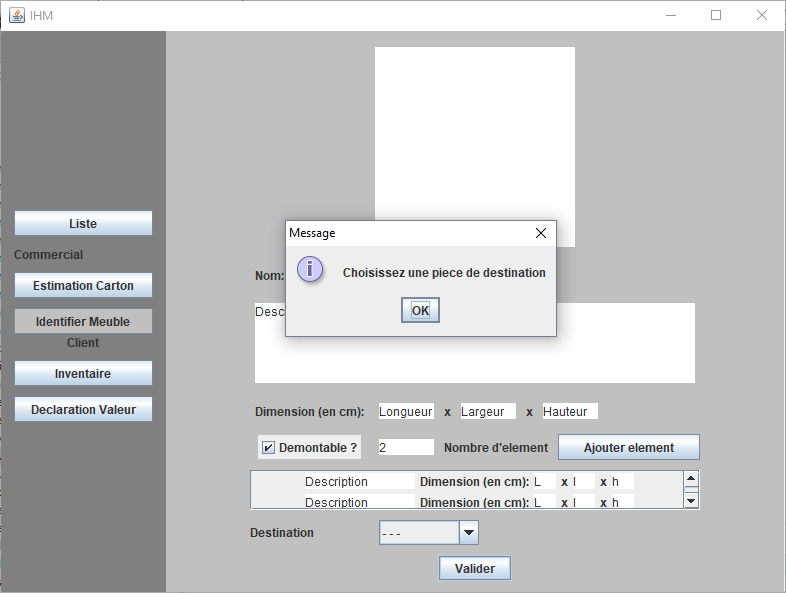 IHM
Liste
Commercial
Estimation Carton
Identifier Meuble
Client
Inventaire
Declaration Valeur
Message
Choisissez une piece de destination
OK
Nom:
Desc
Dimension (en cm): Longueur x Largeur x Hauteur
Demontable ? 2 Nombre d'element Ajouter element
Description Dimension (en cm): L x l x h
Description Dimension (en cm): L x l x h
Destination ---
Valider